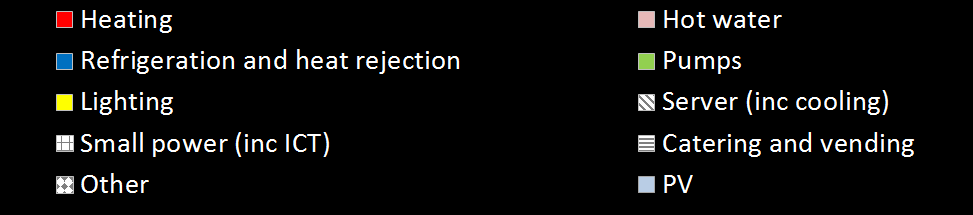 Heating
Hot water
Refrigeration and heat rejection
Pumps
Lighting
Server (inc cooling)
Small power (inc ICT)
Catering and vending
Other
PV